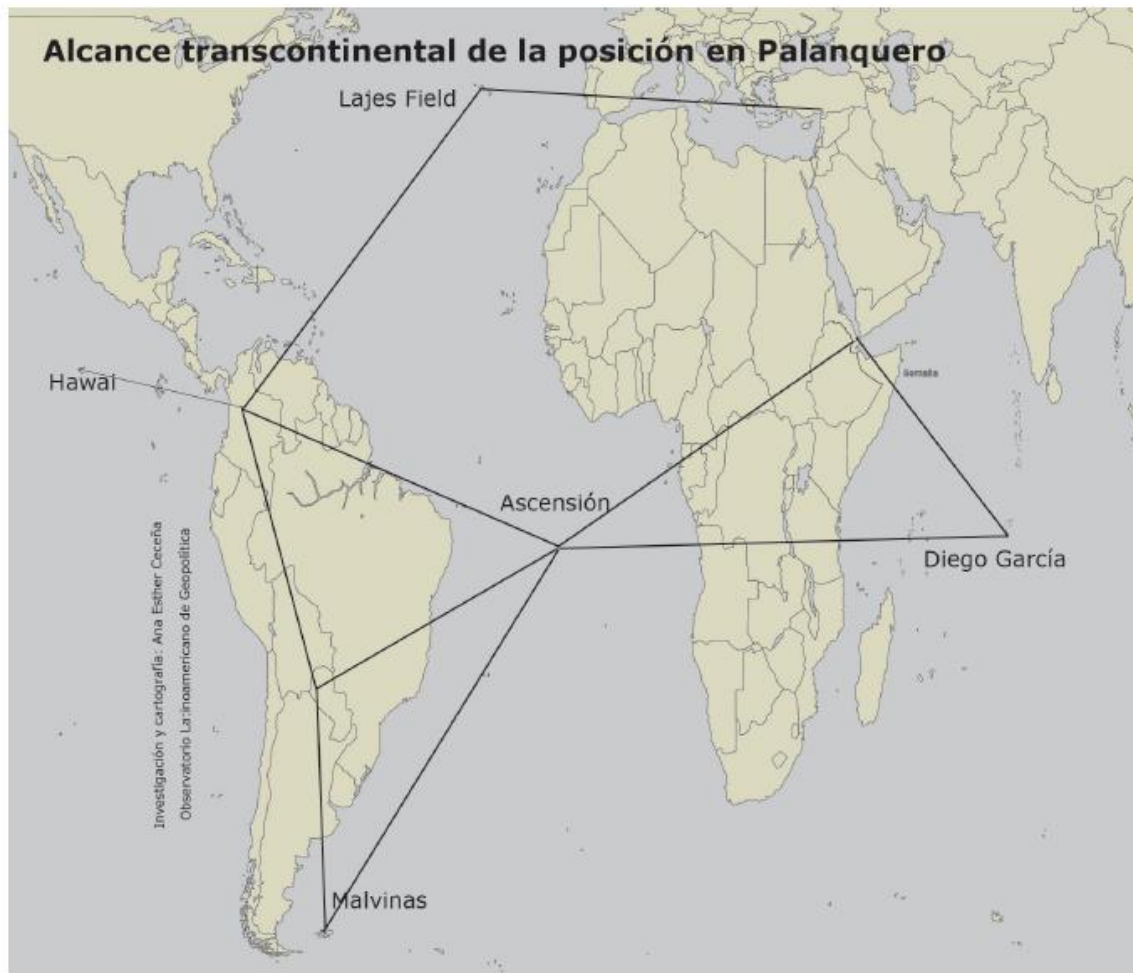 Alcance transcontinental de la posición en Palanquero
Lajes Field
Hawai
Somalia
Ascensión
Diego García
Investigación y cartografía: Ana Esther Ceceña
Observatorio Latinoamericano de Geopolítica
Malvinas